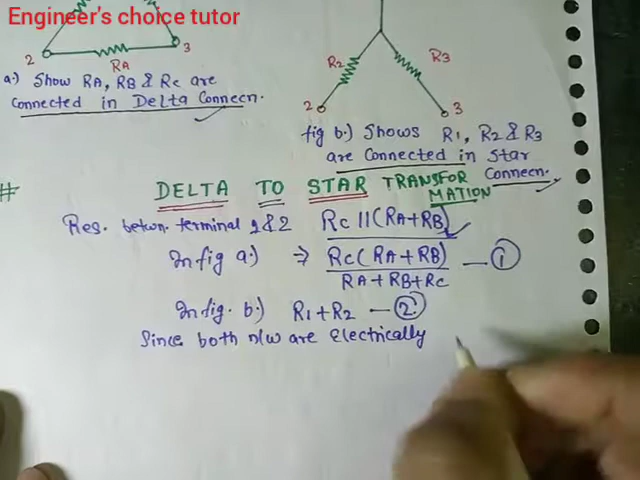 Engineer's choice tutor
2 RA 3
a.) Show RA, RB & Rc are
connected in Delta Connecn.
R2 R3
2 3
fig b.) Shows R1, R2 & R3
are Connected in Star
Connecn.
# DELTA TO STAR TRANSFOR
MATION
Res. betwn. terminal 1 & 2 Rc || (RA+RB)
In fig a.) ⇒ Rc(RA+RB) — ①
RA+RB+Rc
In fig. b.) R1+R2 — ②
Since both n/w are Electrically